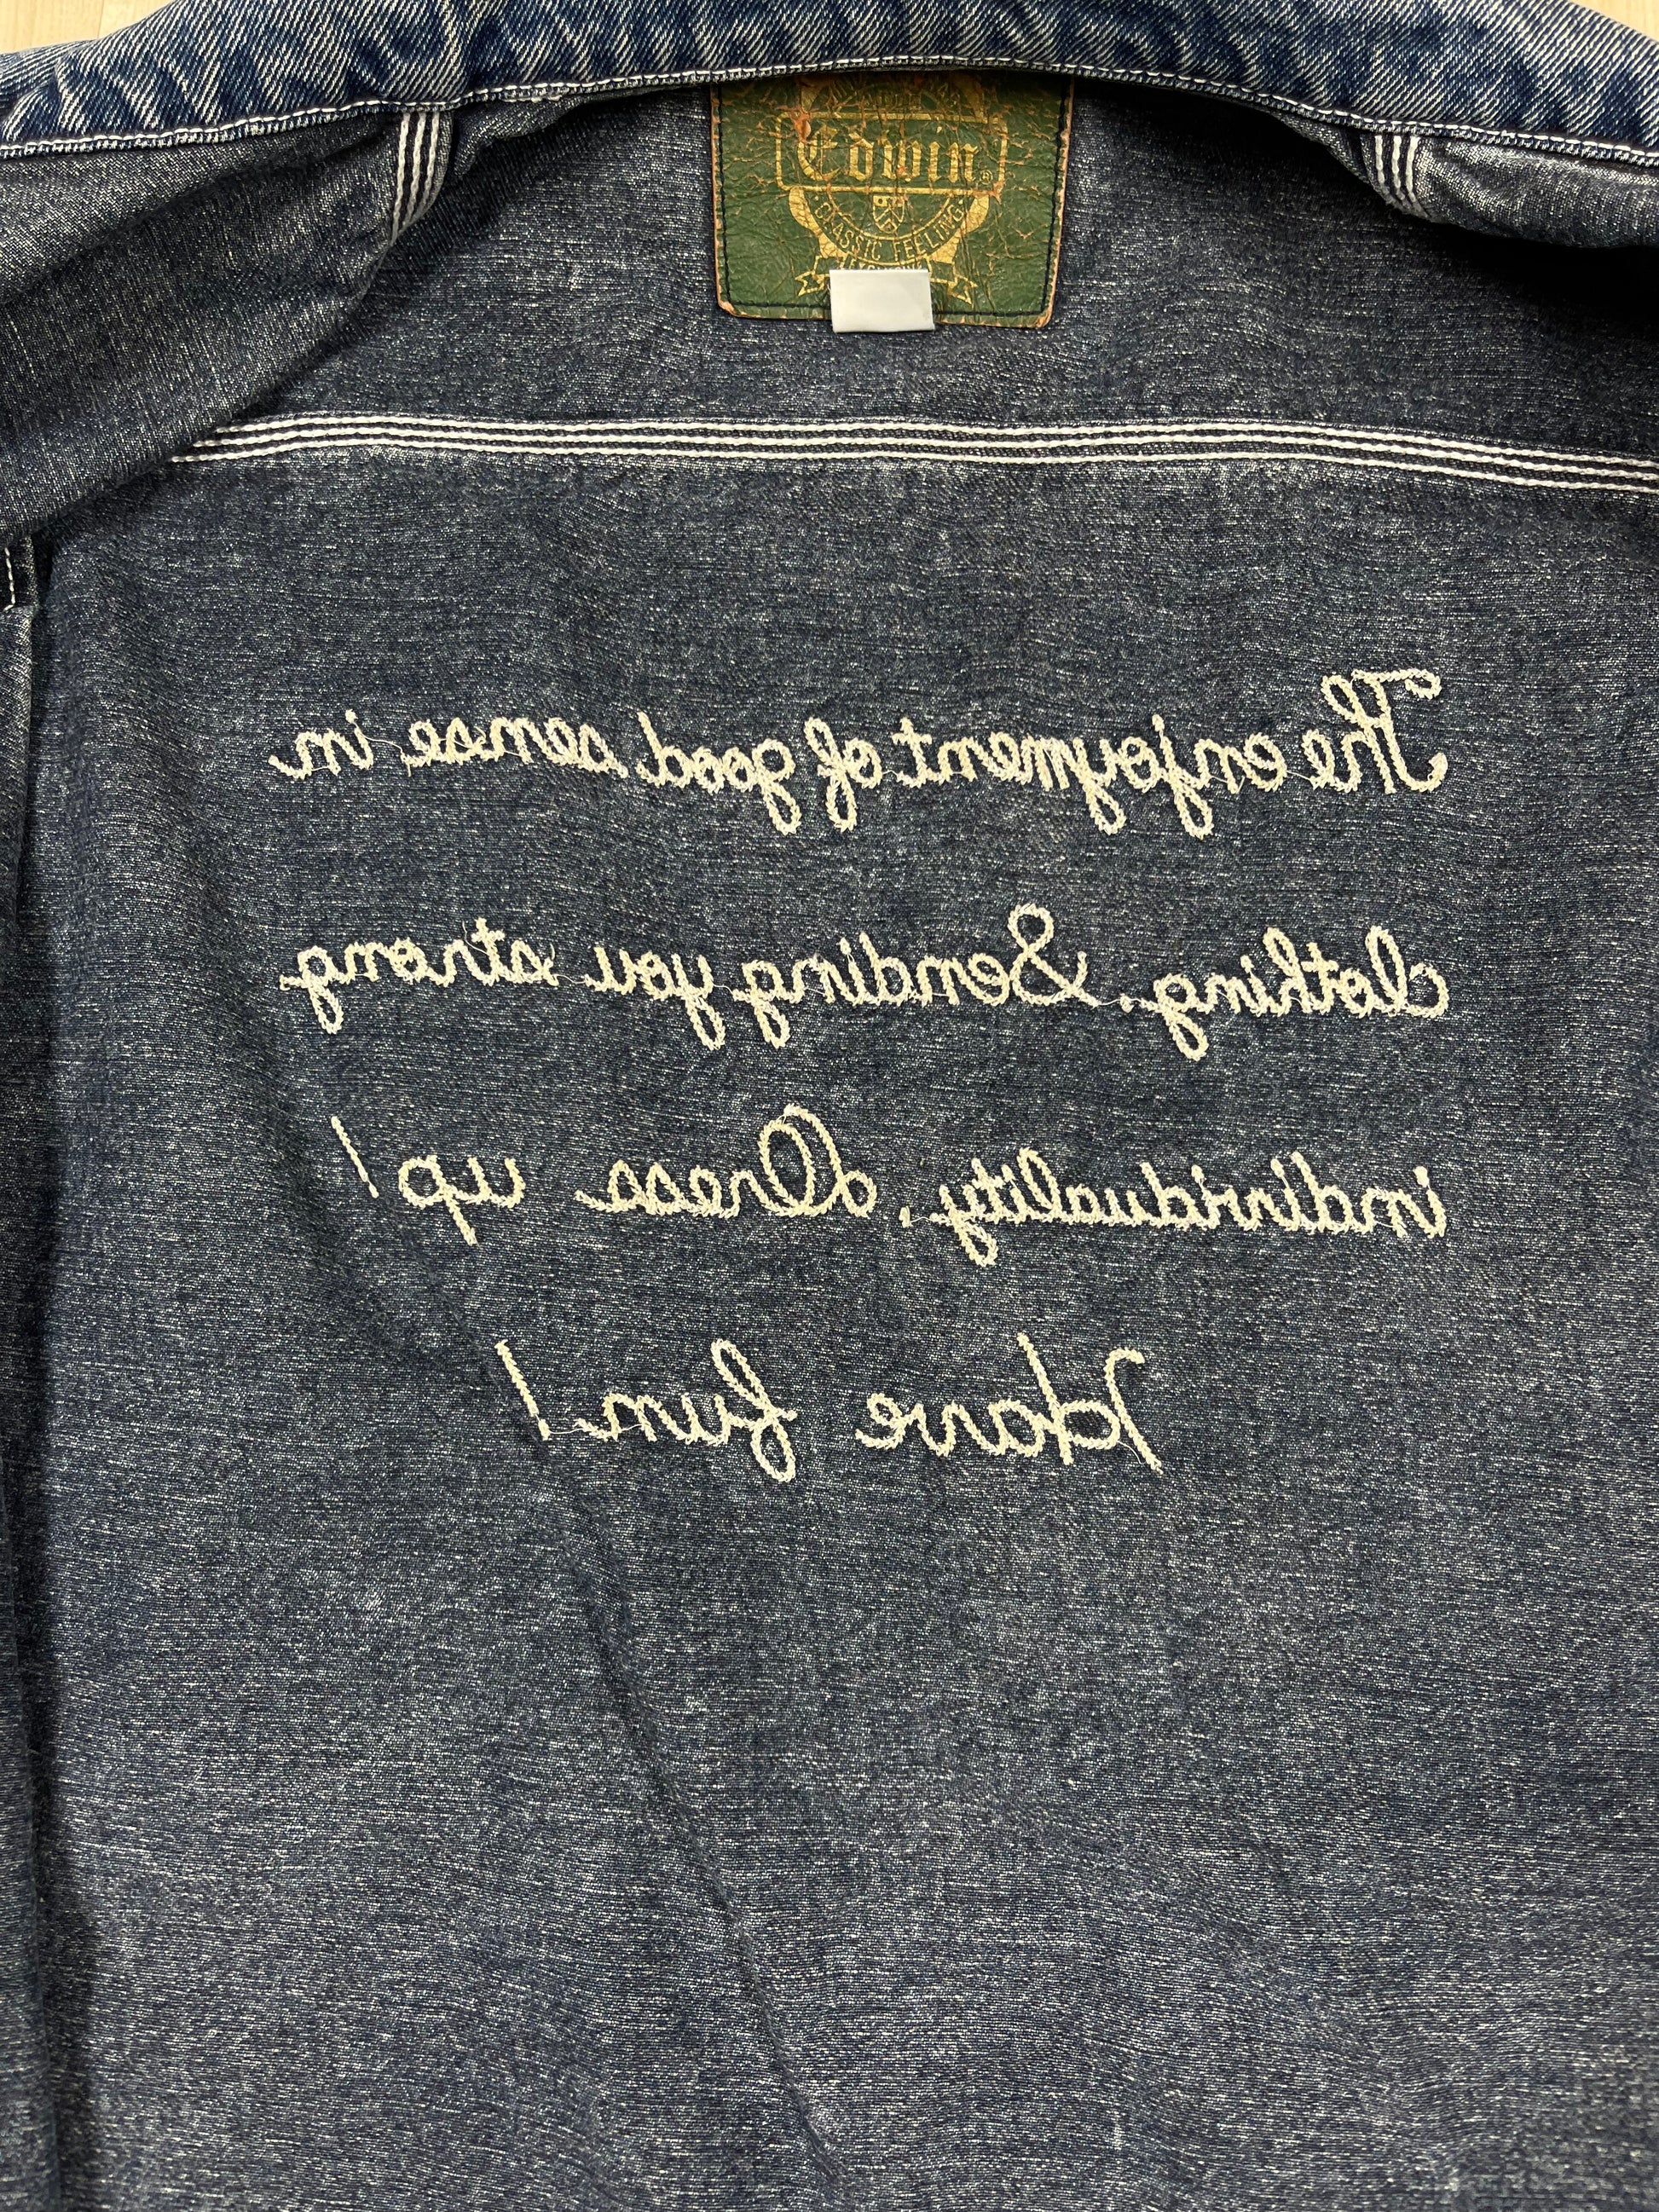 Edwin®
CLASSIC FEELING
The enjoyment of good sense in
clothing. Sending you strong
individuality. Dress up!
Have fun!